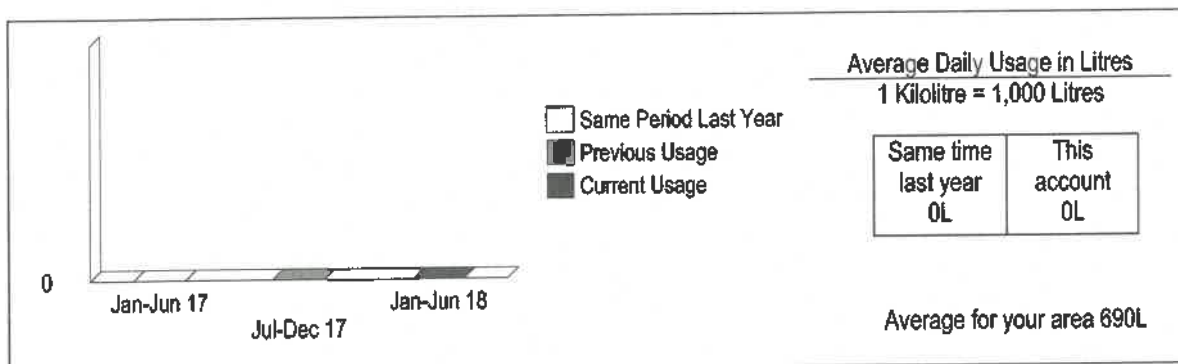 0
Jan-Jun 17
Jul-Dec 17
Jan-Jun 18
Same Period Last Year
Previous Usage
Current Usage
Average Daily Usage in Litres
1 Kilolitre = 1,000 Litres
Same time
last year
0L
This
account
0L
Average for your area 690L